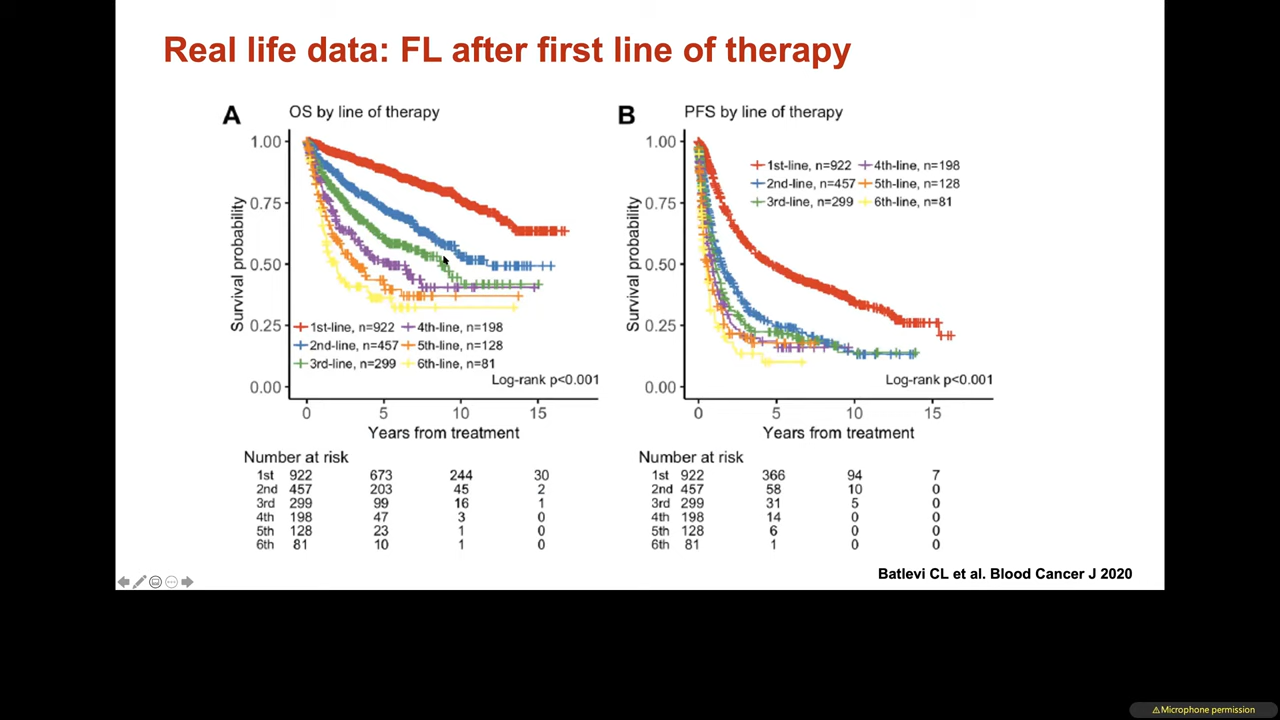 Real life data: FL after first line of therapy
A
OS by line of therapy
Survival probability
1.00
0.75
0.50
0.25
0.00
1st-line, n=922
4th-line, n=198
2nd-line, n=457
5th-line, n=128
3rd-line, n=299
6th-line, n=81
Log-rank p<0.001
0 5 10 15
Years from treatment
Number at risk
1st 922 673 244 30
2nd 457 203 45 2
3rd 299 99 16 1
4th 198 47 3 0
5th 128 23 1 0
6th 81 10 1 0
B
PFS by line of therapy
Survival probability
1.00
0.75
0.50
0.25
0.00
1st-line, n=922
4th-line, n=198
2nd-line, n=457
5th-line, n=128
3rd-line, n=299
6th-line, n=81
Log-rank p<0.001
0 5 10 15
Years from treatment
Number at risk
1st 922 366 94 7
2nd 457 58 10 0
3rd 299 31 5 0
4th 198 14 0 0
5th 128 6 0 0
6th 81 1 0 0
Batlevi CL et al. Blood Cancer J 2020
⚠Microphone permission